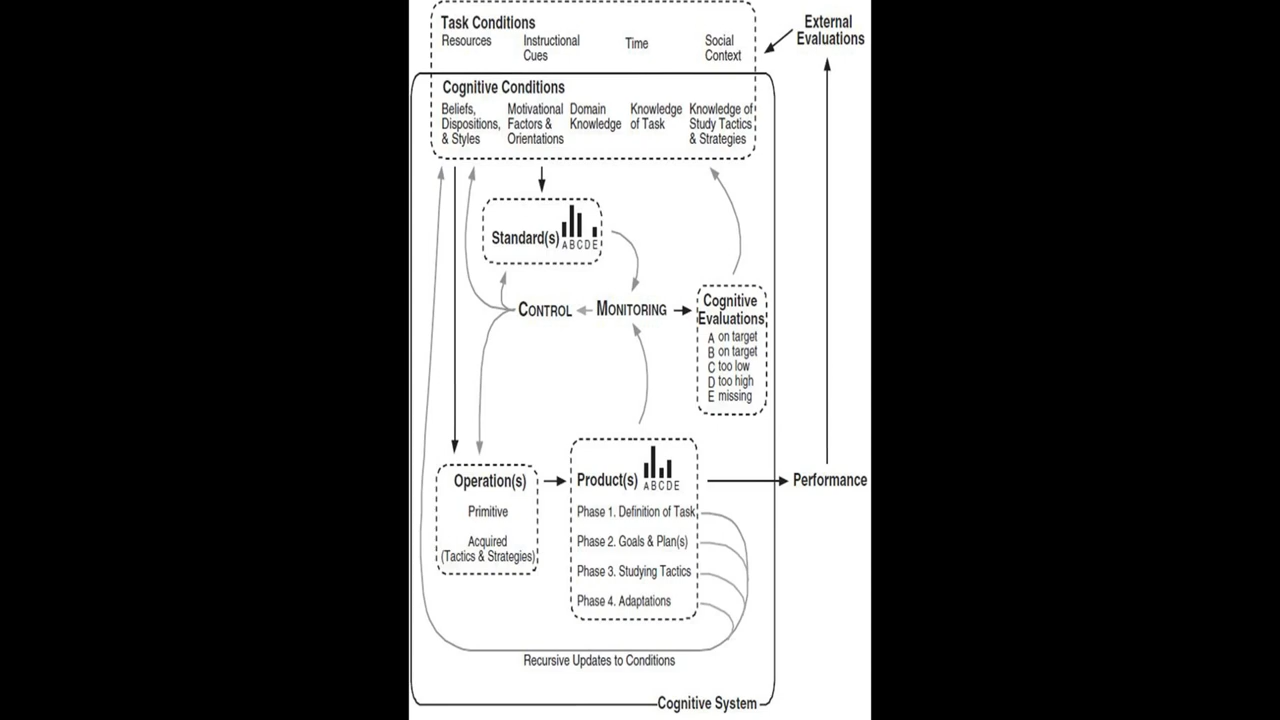 Task Conditions
Resources
Instructional
Cues
Time
Social
Context
External
Evaluations
Cognitive Conditions
Beliefs,
Dispositions,
& Styles
Motivational
Factors &
Orientations
Domain
Knowledge
Knowledge
of Task
Knowledge of
Study Tactics
& Strategies
Standard(s)
A B C D E
CONTROL
MONITORING
Cognitive
Evaluations
A on target
B on target
C too low
D too high
E missing
Operation(s)
Primitive
Acquired
(Tactics & Strategies)
Product(s)
A B C D E
Phase 1. Definition of Task
Phase 2. Goals & Plan(s)
Phase 3. Studying Tactics
Phase 4. Adaptations
Performance
Recursive Updates to Conditions
Cognitive System